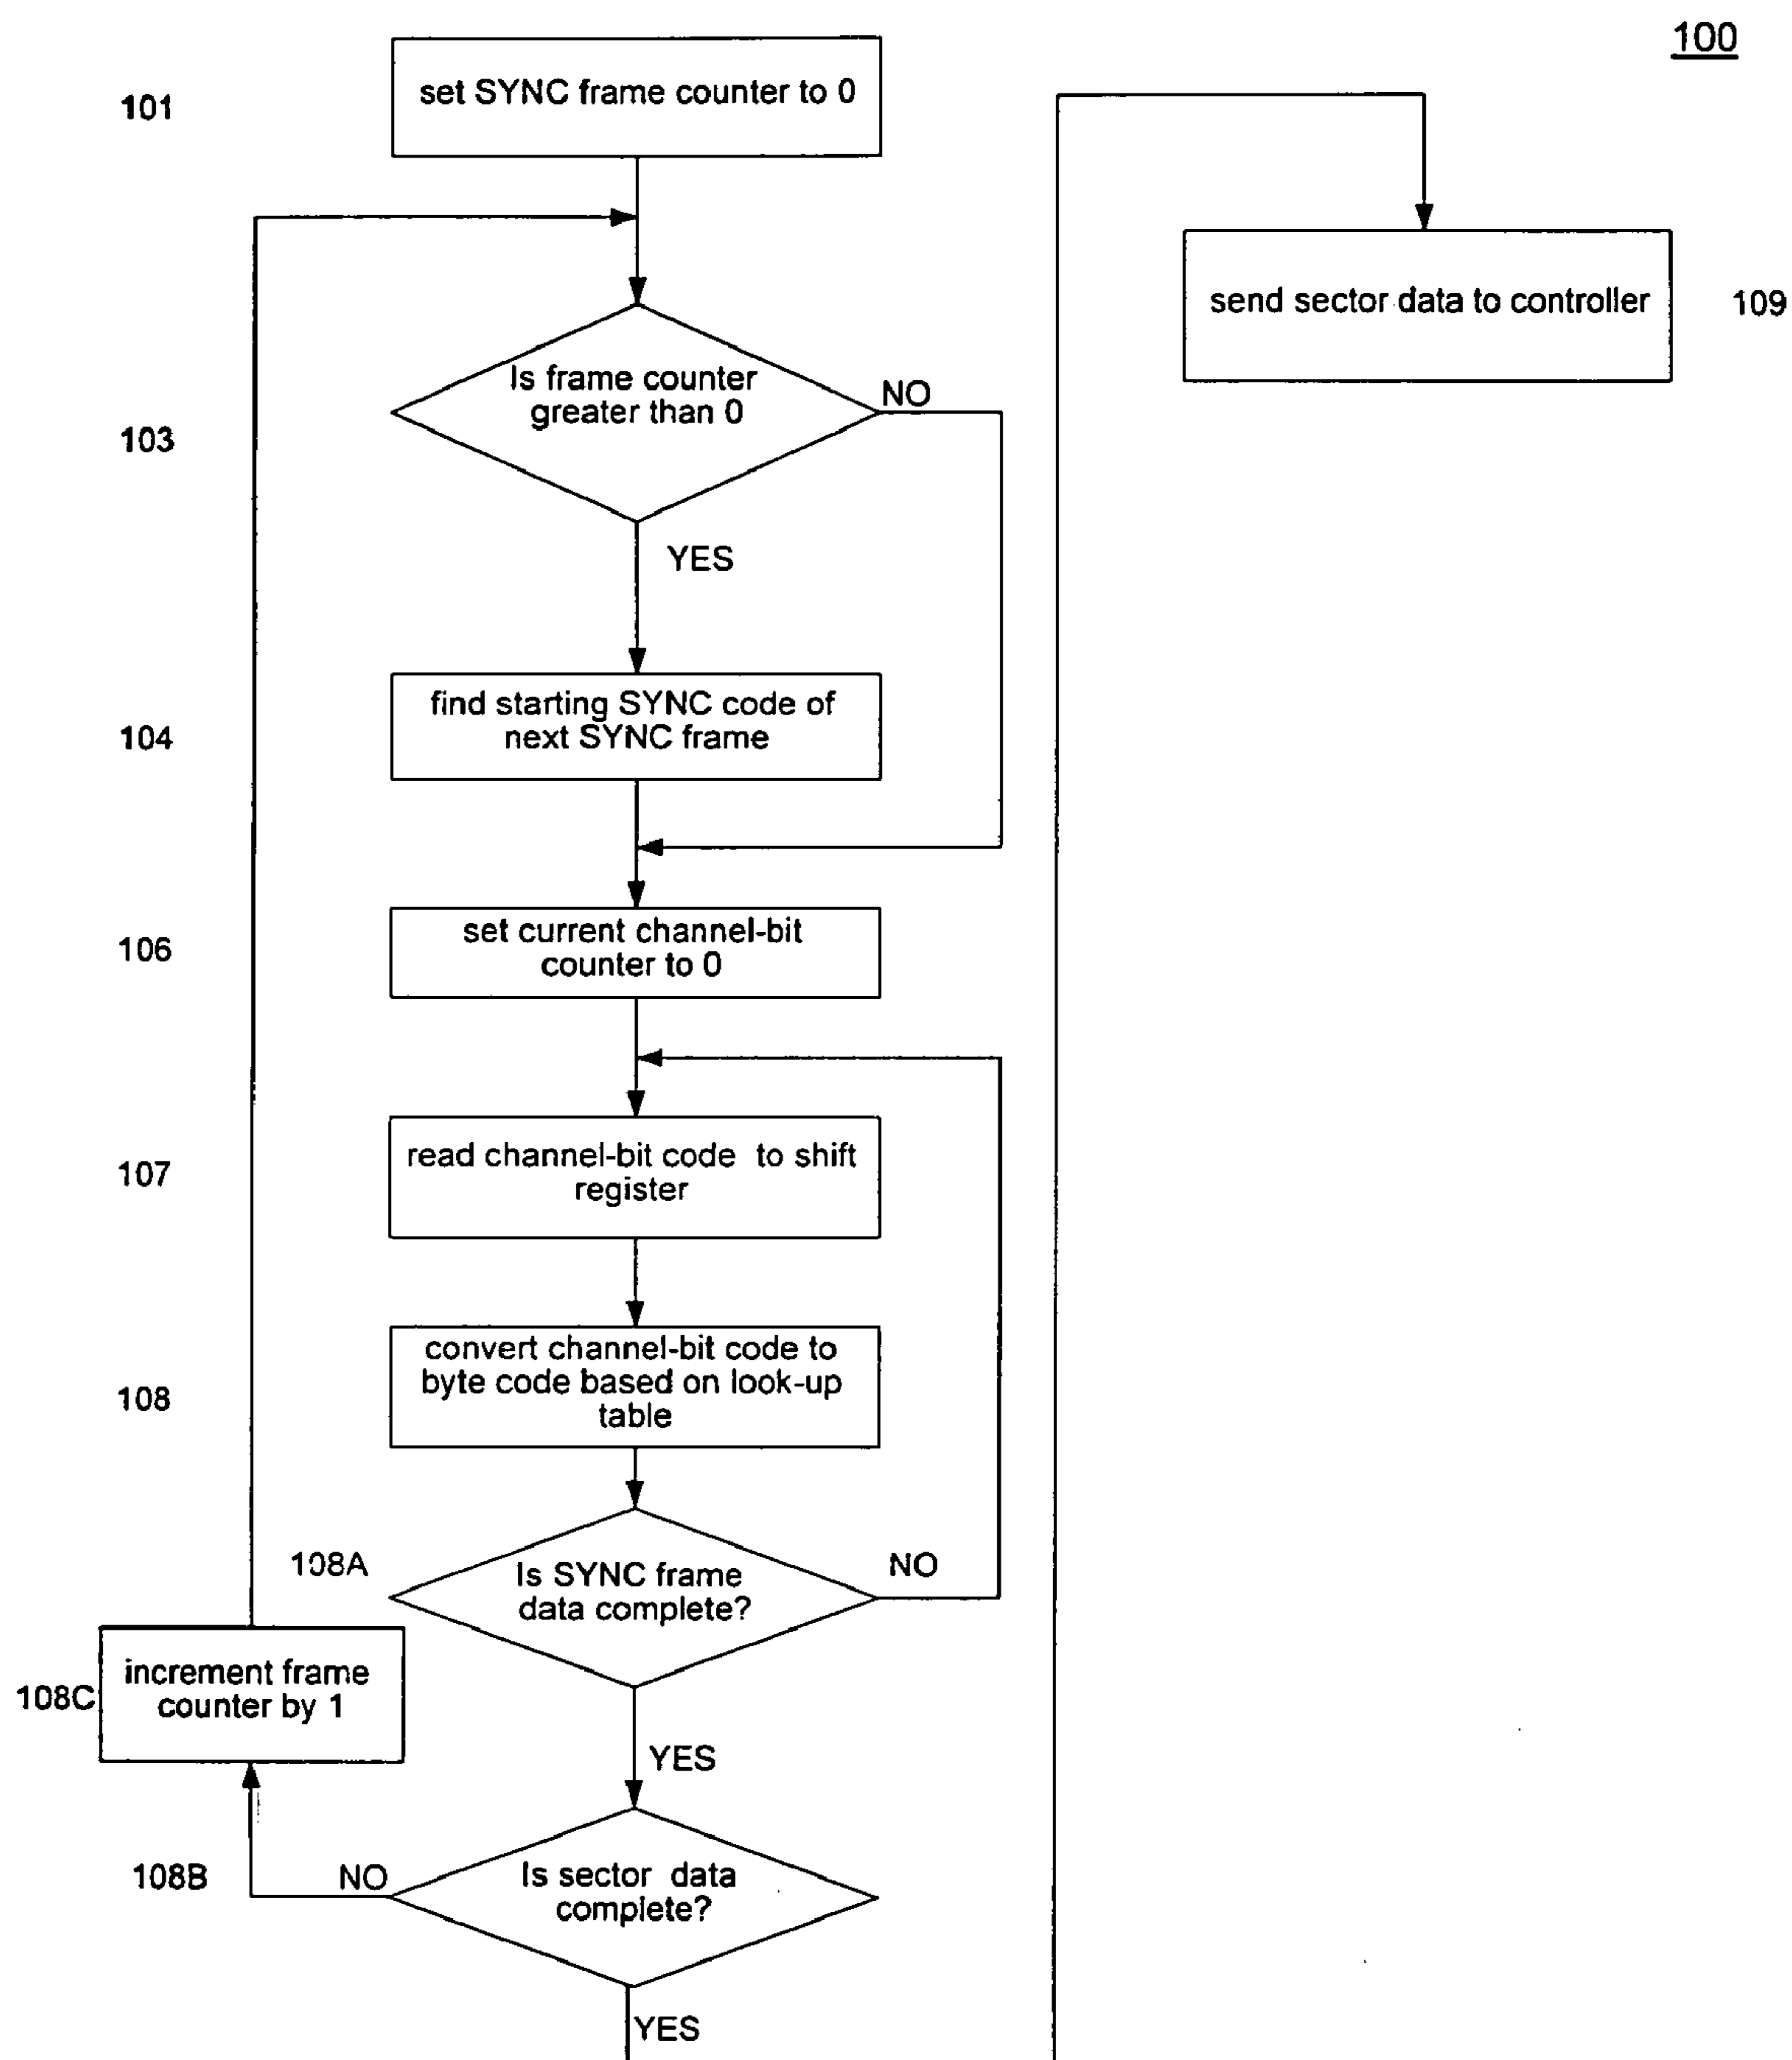 100
101
set SYNC frame counter to 0
103
Is frame counter
greater than 0
NO
YES
104
find starting SYNC code of
next SYNC frame
106
set current channel-bit
counter to 0
107
read channel-bit code to shift
register
108
convert channel-bit code to
byte code based on look-up
table
108A
Is SYNC frame
data complete?
NO
YES
108C
increment frame
counter by 1
108B
NO
Is sector data
complete?
YES
send sector data to controller
109